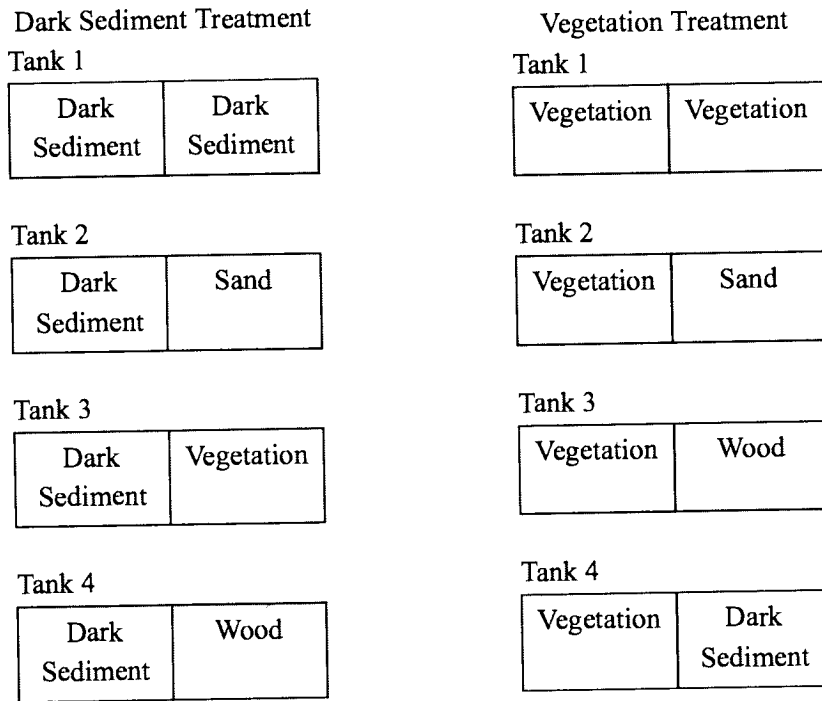 Dark Sediment Treatment
Tank 1
Dark Sediment
Dark Sediment
Tank 2
Dark Sediment
Sand
Tank 3
Dark Sediment
Vegetation
Tank 4
Dark Sediment
Wood
Vegetation Treatment
Tank 1
Vegetation
Vegetation
Tank 2
Vegetation
Sand
Tank 3
Vegetation
Wood
Tank 4
Vegetation
Dark Sediment